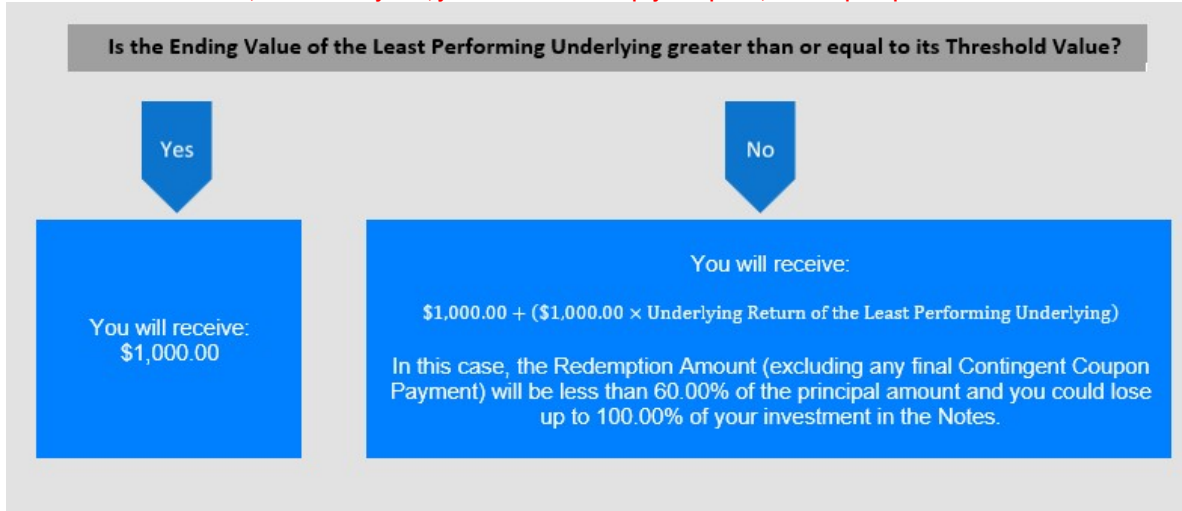 Is the Ending Value of the Least Performing Underlying greater than or equal to its Threshold Value?
Yes
No
You will receive:
$1,000.00
You will receive:
$1,000.00 + ($1,000.00 × Underlying Return of the Least Performing Underlying)
In this case, the Redemption Amount (excluding any final Contingent Coupon
Payment) will be less than 60.00% of the principal amount and you could lose
up to 100.00% of your investment in the Notes.